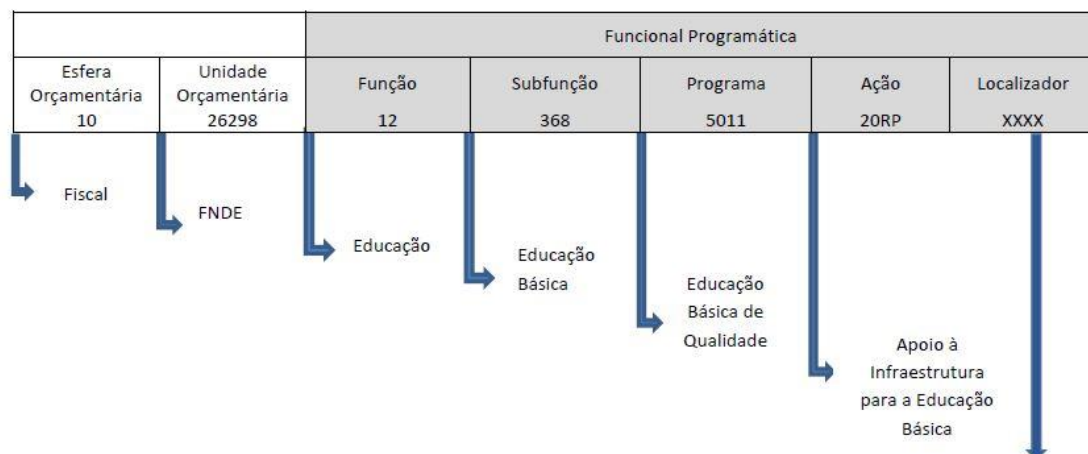 Funcional Programática
Esfera
Orçamentária
10
Unidade
Orçamentária
26298
Função
12
Subfunção
368
Programa
5011
Ação
20RP
Localizador
XXXX
Fiscal
FNDE
Educação
Educação
Básica
Educação
Básica de
Qualidade
Apoio à
Infraestrutura
para a Educação
Básica